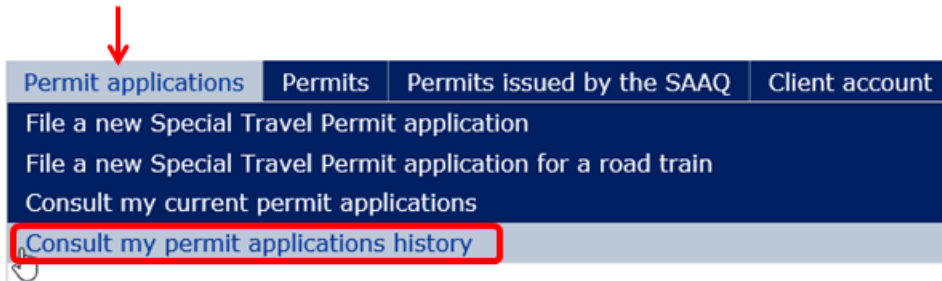 Permit applications Permits Permits issued by the SAAQ Client account
File a new Special Travel Permit application
File a new Special Travel Permit application for a road train
Consult my current permit applications
Consult my permit applications history